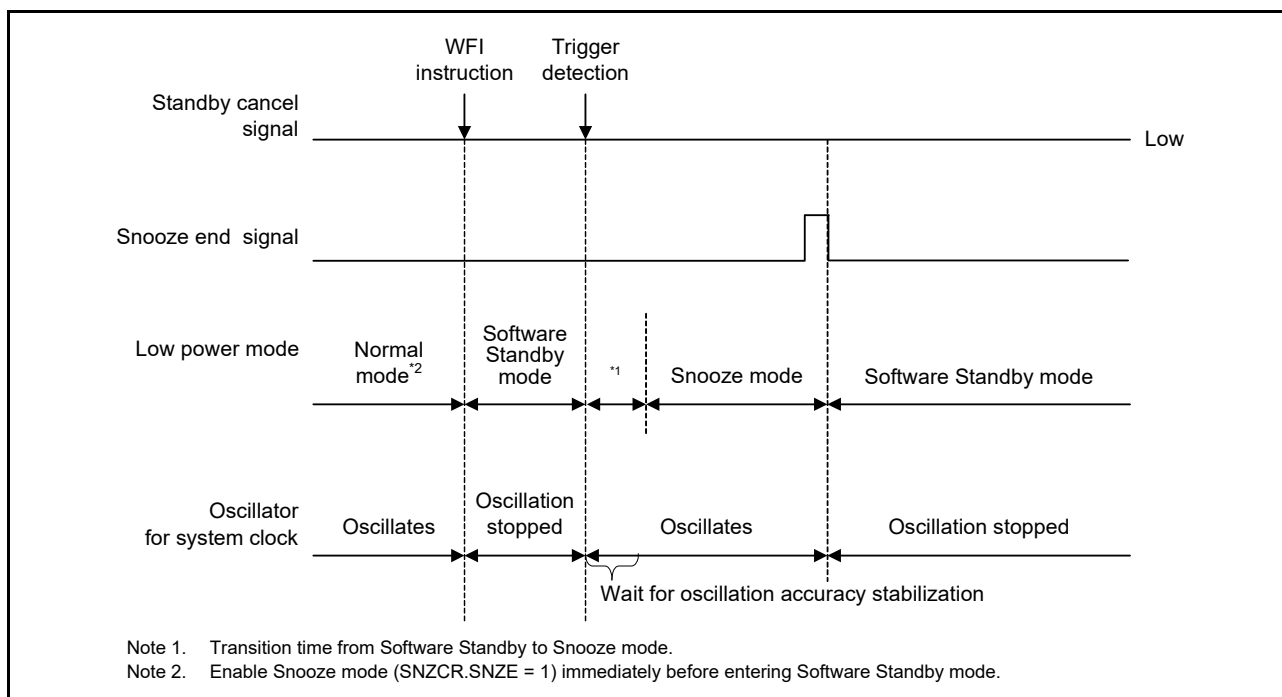 WFI
instruction
Trigger
detection
Standby cancel
signal
Low
Snooze end signal
Low power mode
Normal
mode*2
Software
Standby
mode
*1
Snooze mode
Software Standby mode
Oscillator
for system clock
Oscillates
Oscillation
stopped
Oscillates
Oscillation stopped
Wait for oscillation accuracy stabilization
Note 1. Transition time from Software Standby to Snooze mode.
Note 2. Enable Snooze mode (SNZCR.SNZE = 1) immediately before entering Software Standby mode.